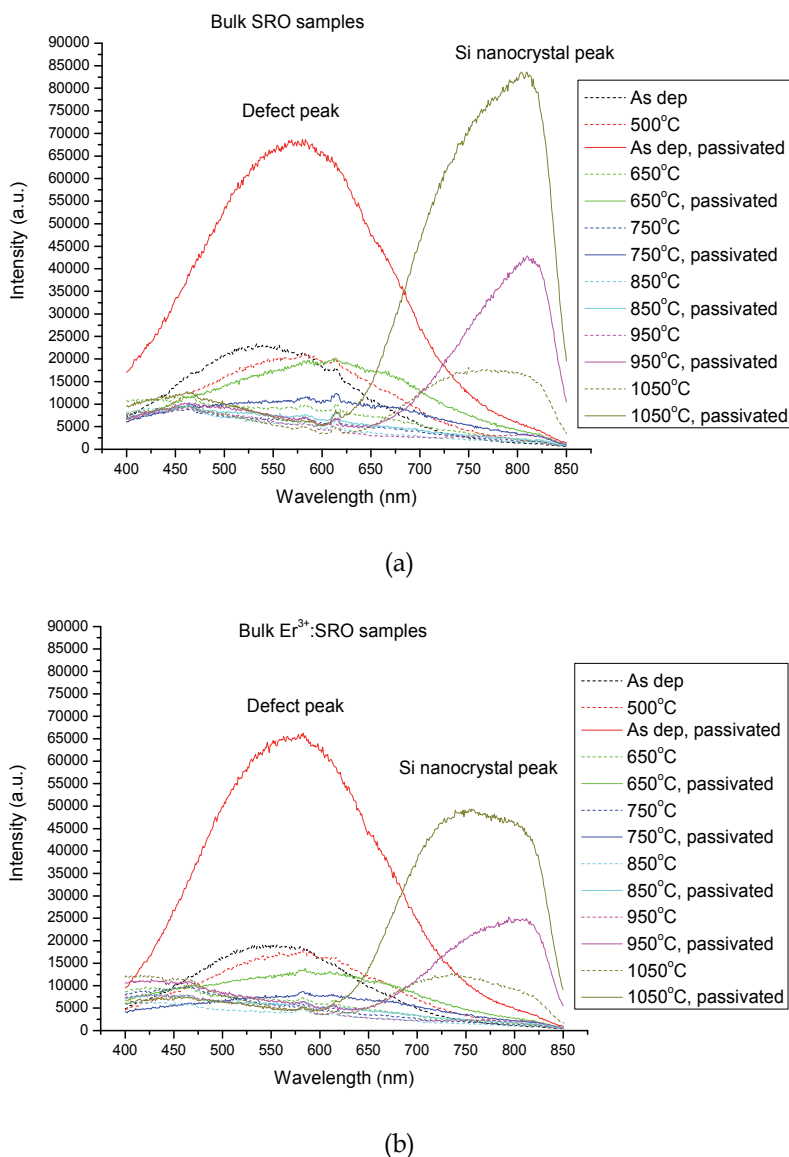 Bulk SRO samples
90000
85000
80000
75000
70000
65000
60000
55000
50000
45000
40000
35000
30000
25000
20000
15000
10000
5000
0
Intensity (a.u.)
Defect peak
Si nanocrystal peak
As dep
500°C
As dep, passivated
650°C
650°C, passivated
750°C
750°C, passivated
850°C
850°C, passivated
950°C
950°C, passivated
1050°C
1050°C, passivated
400 450 500 550 600 650 700 750 800 850
Wavelength (nm)
(a)
Bulk Er³⁺:SRO samples
90000
85000
80000
75000
70000
65000
60000
55000
50000
45000
40000
35000
30000
25000
20000
15000
10000
5000
0
Intensity (a.u.)
Defect peak
Si nanocrystal peak
As dep
500°C
As dep, passivated
650°C
650°C, passivated
750°C
750°C, passivated
850°C
850°C, passivated
950°C
950°C, passivated
1050°C
1050°C, passivated
400 450 500 550 600 650 700 750 800 850
Wavelength (nm)
(b)